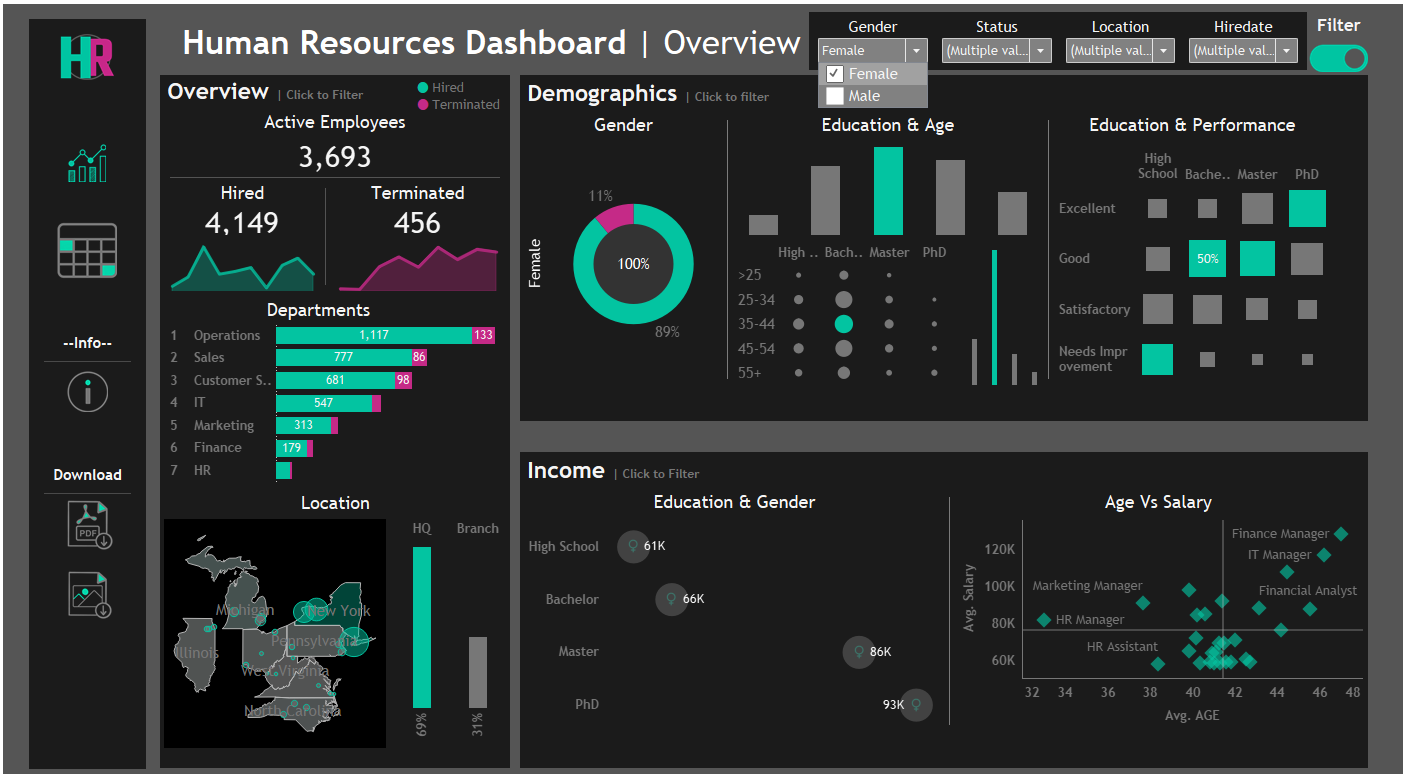 HR
Human Resources Dashboard | Overview
Gender
Status
Location
Hiredate
Filter
Female
(Multiple val...
(Multiple val...
(Multiple val...
Female
Male
--Info--
Download
PDF
Overview | Click to Filter
Hired
Terminated
Active Employees
3,693
Hired
Terminated
4,149
456
Departments
1 Operations 1,117 133
2 Sales 777 86
3 Customer S.. 681 98
4 IT 547
5 Marketing 313
6 Finance 179
7 HR
Location
HQ
Branch
Michigan
New York
Pennsylvania
Illinois
West Virginia
North Carolina
69%
31%
Demographics | Click to filter
Gender
Female
11%
100%
89%
Education & Age
High .. Bach.. Master PhD
>25
25-34
35-44
45-54
55+
Education & Performance
High
School Bache.. Master PhD
Excellent
Good 50%
Satisfactory
Needs Impr
ovement
Income | Click to Filter
Education & Gender
High School 61K
Bachelor 66K
Master 86K
PhD 93K
Age Vs Salary
Avg. Salary
120K
100K
80K
60K
Finance Manager
IT Manager
Marketing Manager
Financial Analyst
HR Manager
HR Assistant
32 34 36 38 40 42 44 46 48
Avg. AGE